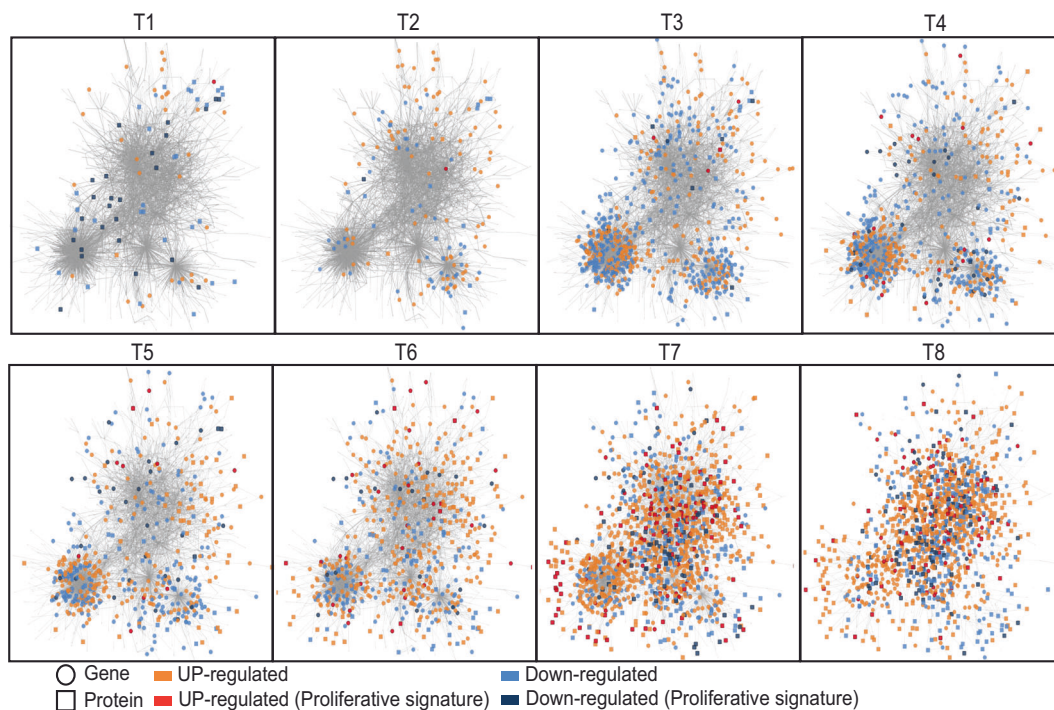 T1 T2 T3 T4
T5 T6 T7 T8
Gene UP-regulated Down-regulated
Protein UP-regulated (Proliferative signature) Down-regulated (Proliferative signature)